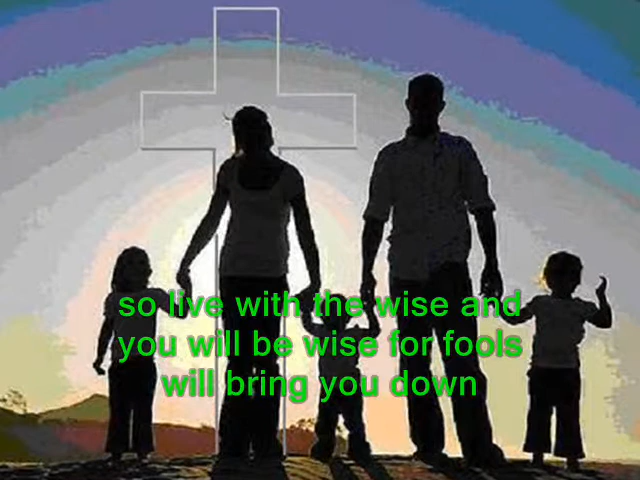 so live with the wise and
you will be wise for fools
will bring you down